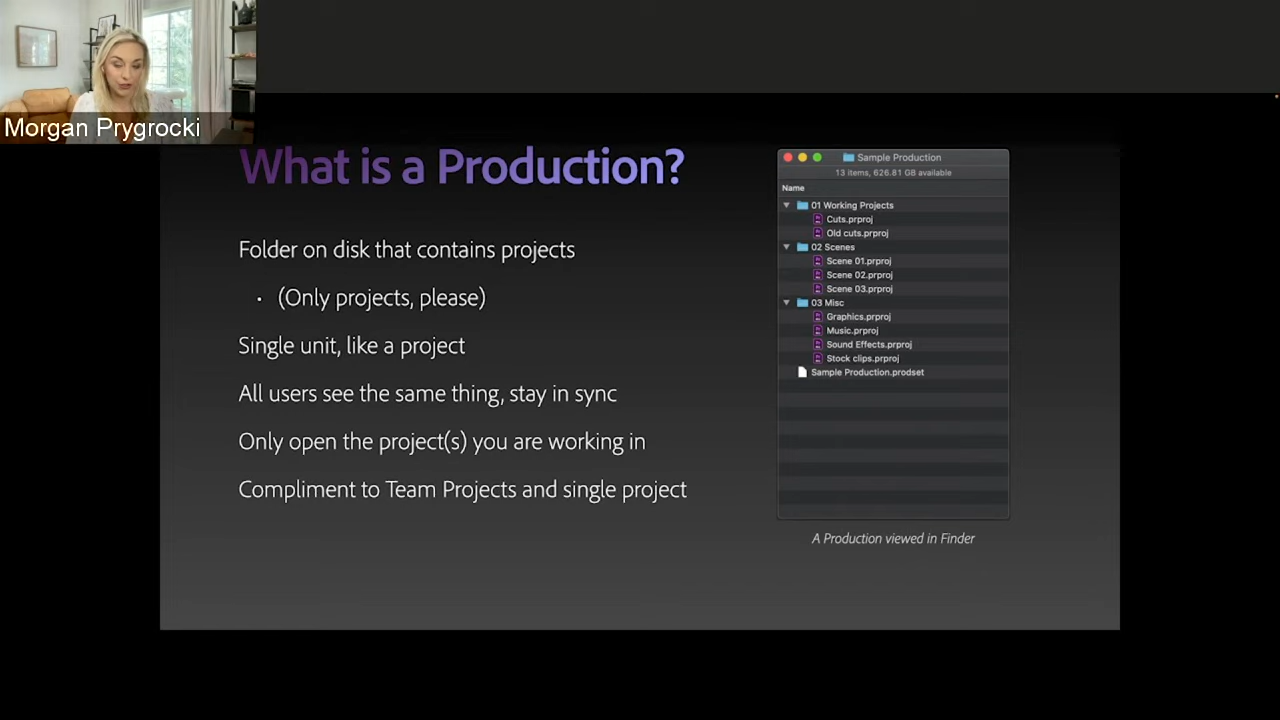 Morgan Prygrocki
What is a Production?
Folder on disk that contains projects
• (Only projects, please)
Single unit, like a project
All users see the same thing, stay in sync
Only open the project(s) you are working in
Compliment to Team Projects and single project
Sample Production
13 items, 626.81 GB available
Name
01 Working Projects
Cuts.prproj
Old cuts.prproj
02 Scenes
Scene 01.prproj
Scene 02.prproj
Scene 03.prproj
03 Misc
Graphics.prproj
Music.prproj
Sound Effects.prproj
Stock clips.prproj
Sample Production.prodset
A Production viewed in Finder